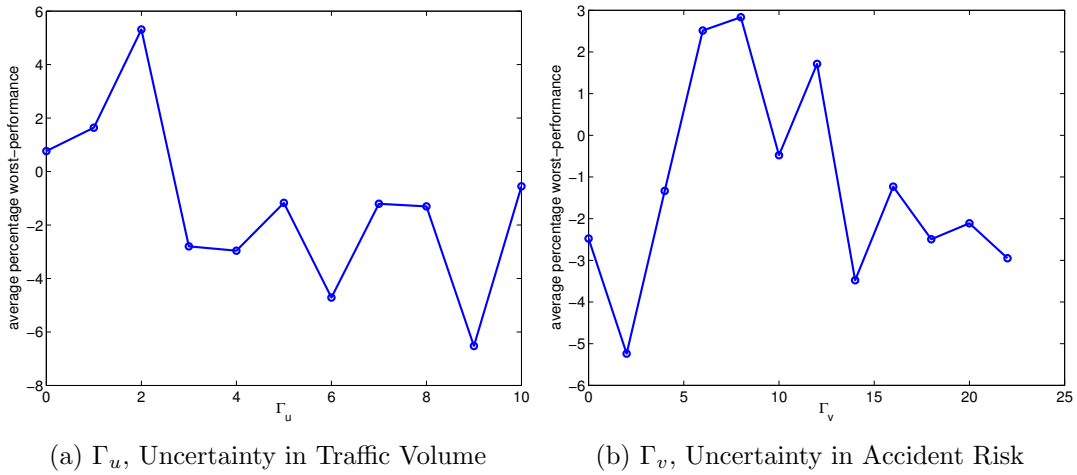 6
4
2
0
−2
−4
−6
−8
average percentage worst−performance
0 2 4 6 8 10
Γu
(a) Γu, Uncertainty in Traffic Volume
3
2
1
0
−1
−2
−3
−4
−5
−6
average percentage worst−performance
0 5 10 15 20 25
Γv
(b) Γv, Uncertainty in Accident Risk